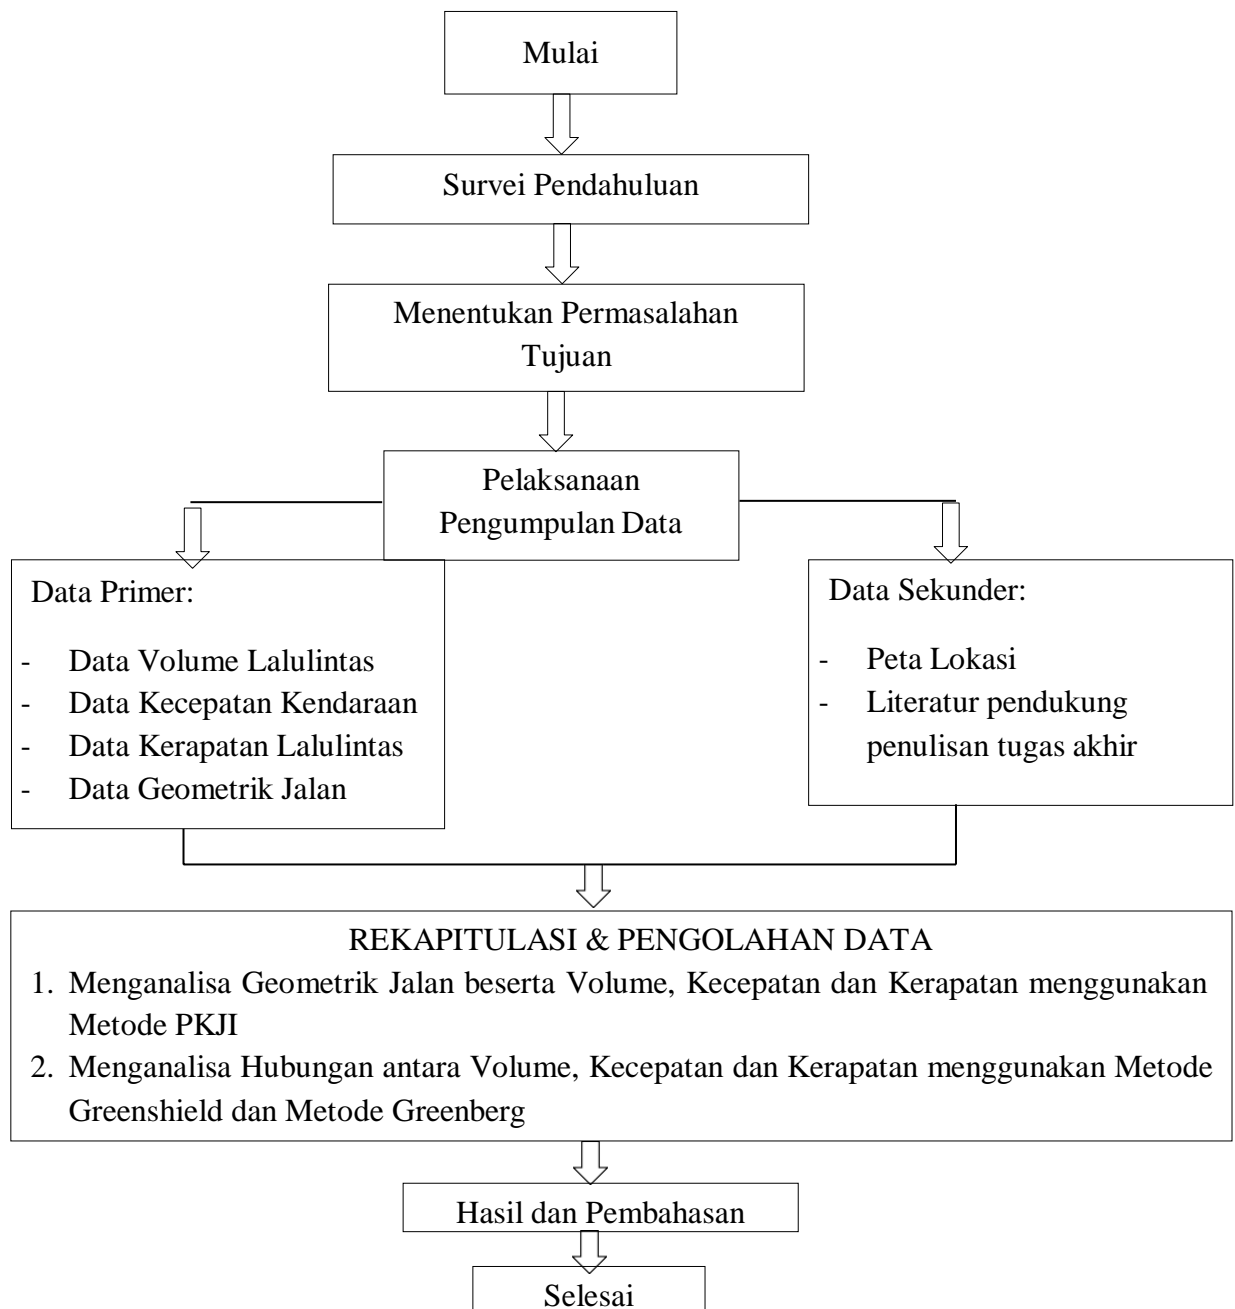 Mulai
Survei Pendahuluan
Menentukan Permasalahan
Tujuan
Pelaksanaan
Pengumpulan Data
Data Primer:
- Data Volume Lalulintas
- Data Kecepatan Kendaraan
- Data Kerapatan Lalulintas
- Data Geometrik Jalan
Data Sekunder:
- Peta Lokasi
- Literatur pendukung
penulisan tugas akhir
REKAPITULASI & PENGOLAHAN DATA
1. Menganalisa Geometrik Jalan beserta Volume, Kecepatan dan Kerapatan menggunakan
Metode PKJI
2. Menganalisa Hubungan antara Volume, Kecepatan dan Kerapatan menggunakan Metode
Greenshield dan Metode Greenberg
Hasil dan Pembahasan
Selesai